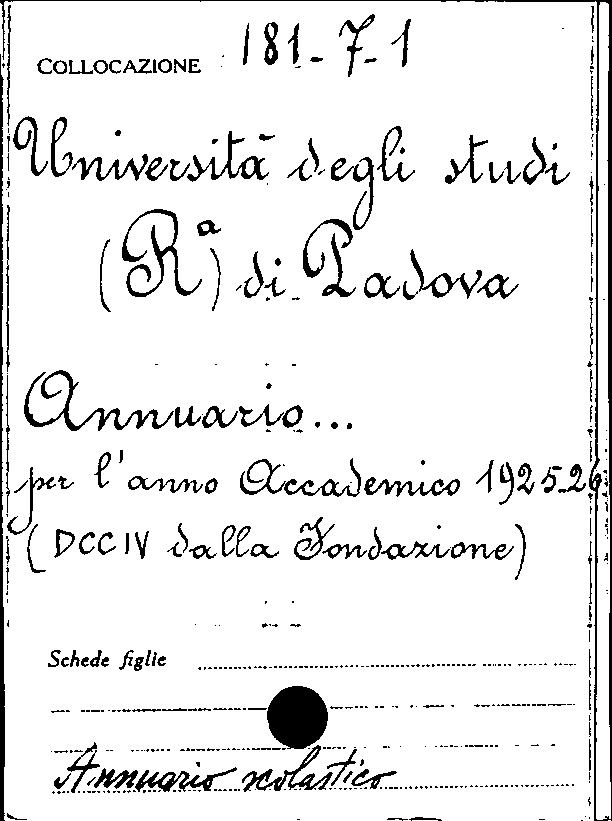 COLLOCAZIONE 181-7-1
Università degli studi
(Rª) di Padova
Annuario...
per l'anno Accademico 1925-26
(DCCIV dalla Fondazione)
Schede figlie
Annuario scolastico